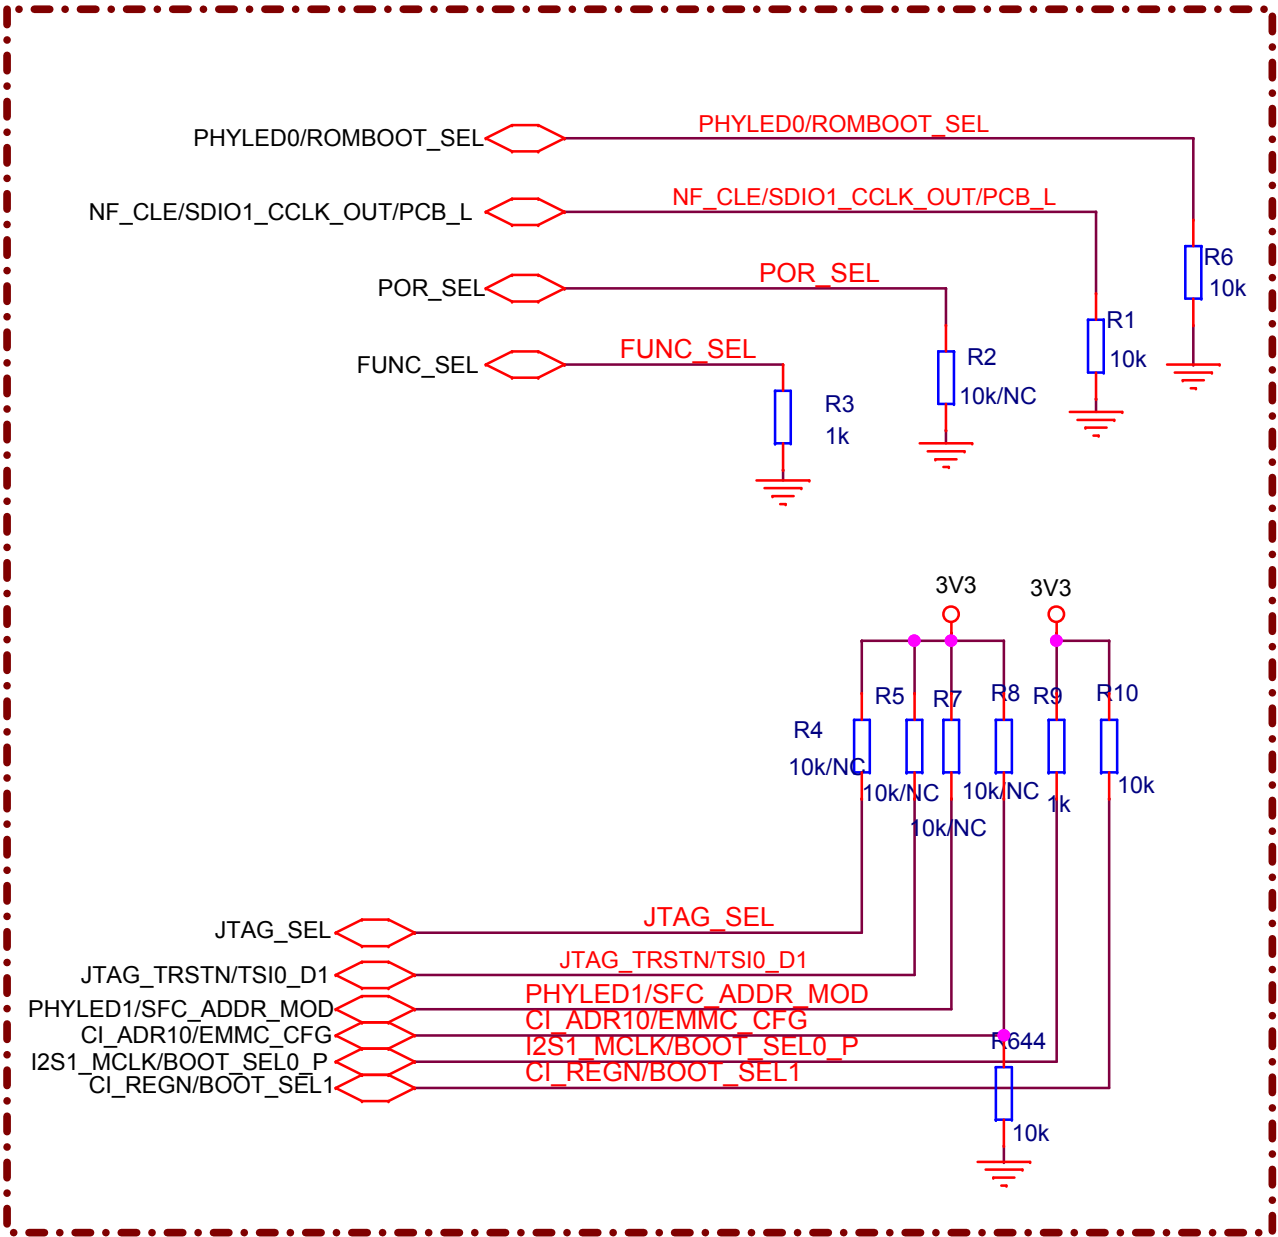 PHYLED0/ROMBOOT_SEL
PHYLED0/ROMBOOT_SEL
NF_CLE/SDIO1_CCLK_OUT/PCB_L
NF_CLE/SDIO1_CCLK_OUT/PCB_L
R6
10k
POR_SEL
POR_SEL
R1
10k
FUNC_SEL
FUNC_SEL
R2
10k/NC
R3
1k
3V3
3V3
R5
R7
R8
R9
R10
R4
10k/NC
10k/NC
10k/NC
10k/NC
1k
10k
JTAG_SEL
JTAG_SEL
JTAG_TRSTN/TSI0_D1
JTAG_TRSTN/TSI0_D1
PHYLED1/SFC_ADDR_MOD
PHYLED1/SFC_ADDR_MOD
CI_ADR10/EMMC_CFG
CI_ADR10/EMMC_CFG
R644
I2S1_MCLK/BOOT_SEL0_P
I2S1_MCLK/BOOT_SEL0_P
CI_REGN/BOOT_SEL1
CI_REGN/BOOT_SEL1
10k